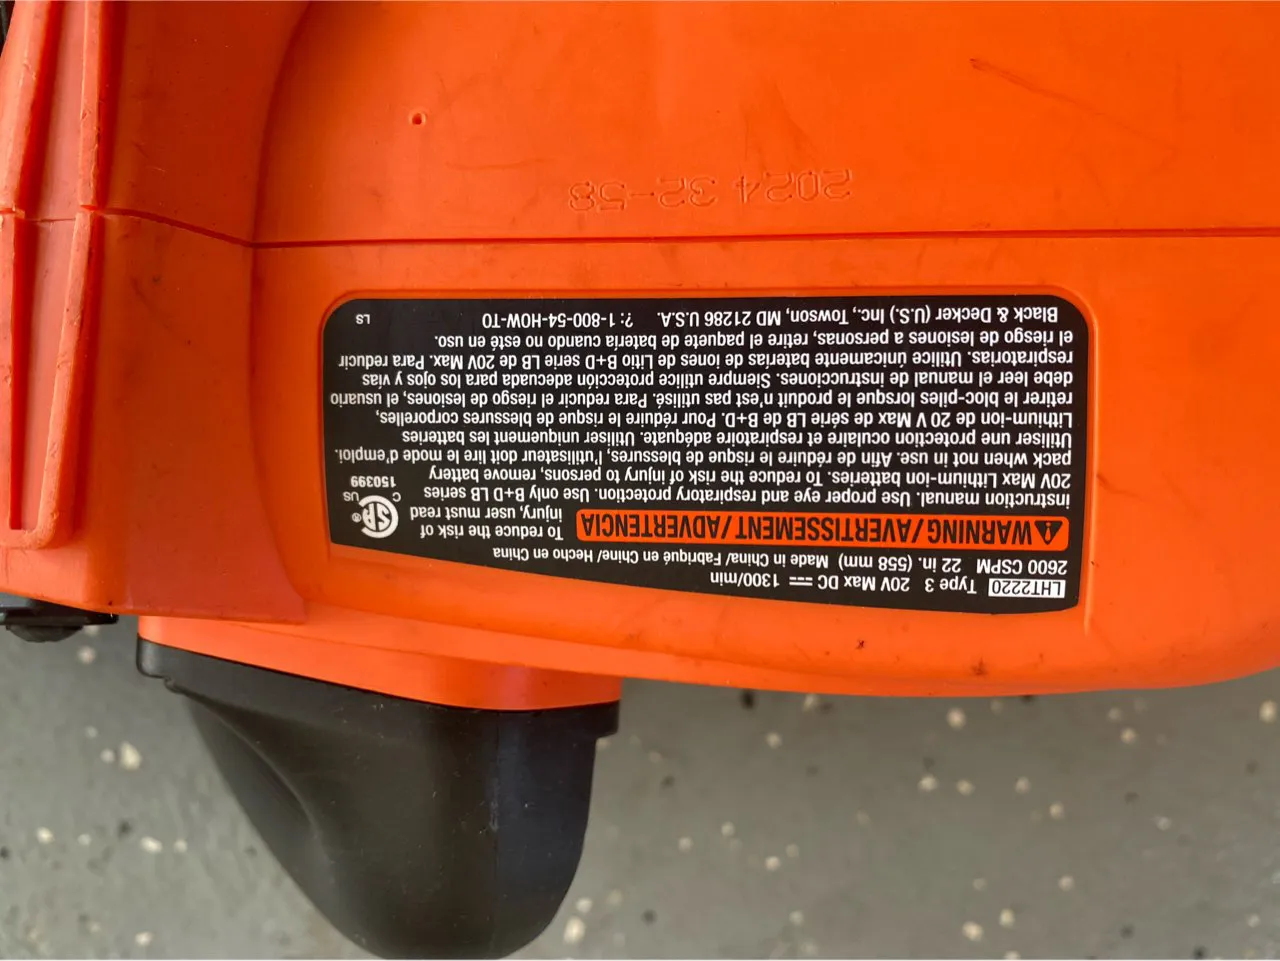 LHT2220 Type 3 20V Max DC 1300/min
2600 CSPM 22 in. (558 mm) Made in China/ Fabriqué en Chine/ Hecho en China
WARNING/AVERTISSEMENT/ADVERTENCIA
To reduce the risk of
injury, user must read
instruction manual. Use proper eye and respiratory protection. Use only B+D LB series
20V Max Lithium-Ion batteries. To reduce the risk of injury to persons, remove battery
pack when not in use. Afin de réduire le risque de blessures, l'utilisateur doit lire le mode d'emploi.
Utiliser une protection oculaire et respiratoire adéquate. Utiliser uniquement les batteries
Lithium-ion de 20 V Max de série LB de B+D. Pour réduire le risque de blessures corporelles,
retirer le bloc-piles lorsque le produit n'est pas utilisé. Para reducir el riesgo de lesiones, el usuario
debe leer el manual de instrucciones. Siempre utilice protección adecuada para los ojos y vías
respiratorias. Utilice únicamente baterías de iones de Litio B+D serie LB de 20V Max. Para reducir
el riesgo de lesiones a personas, retire el paquete de batería cuando no esté en uso.
Black & Decker (U.S.) Inc., Towson, MD 21286 U.S.A. ?: 1-800-54-HOW-TO
LS
SA ®
C US
150399
2024 32-58